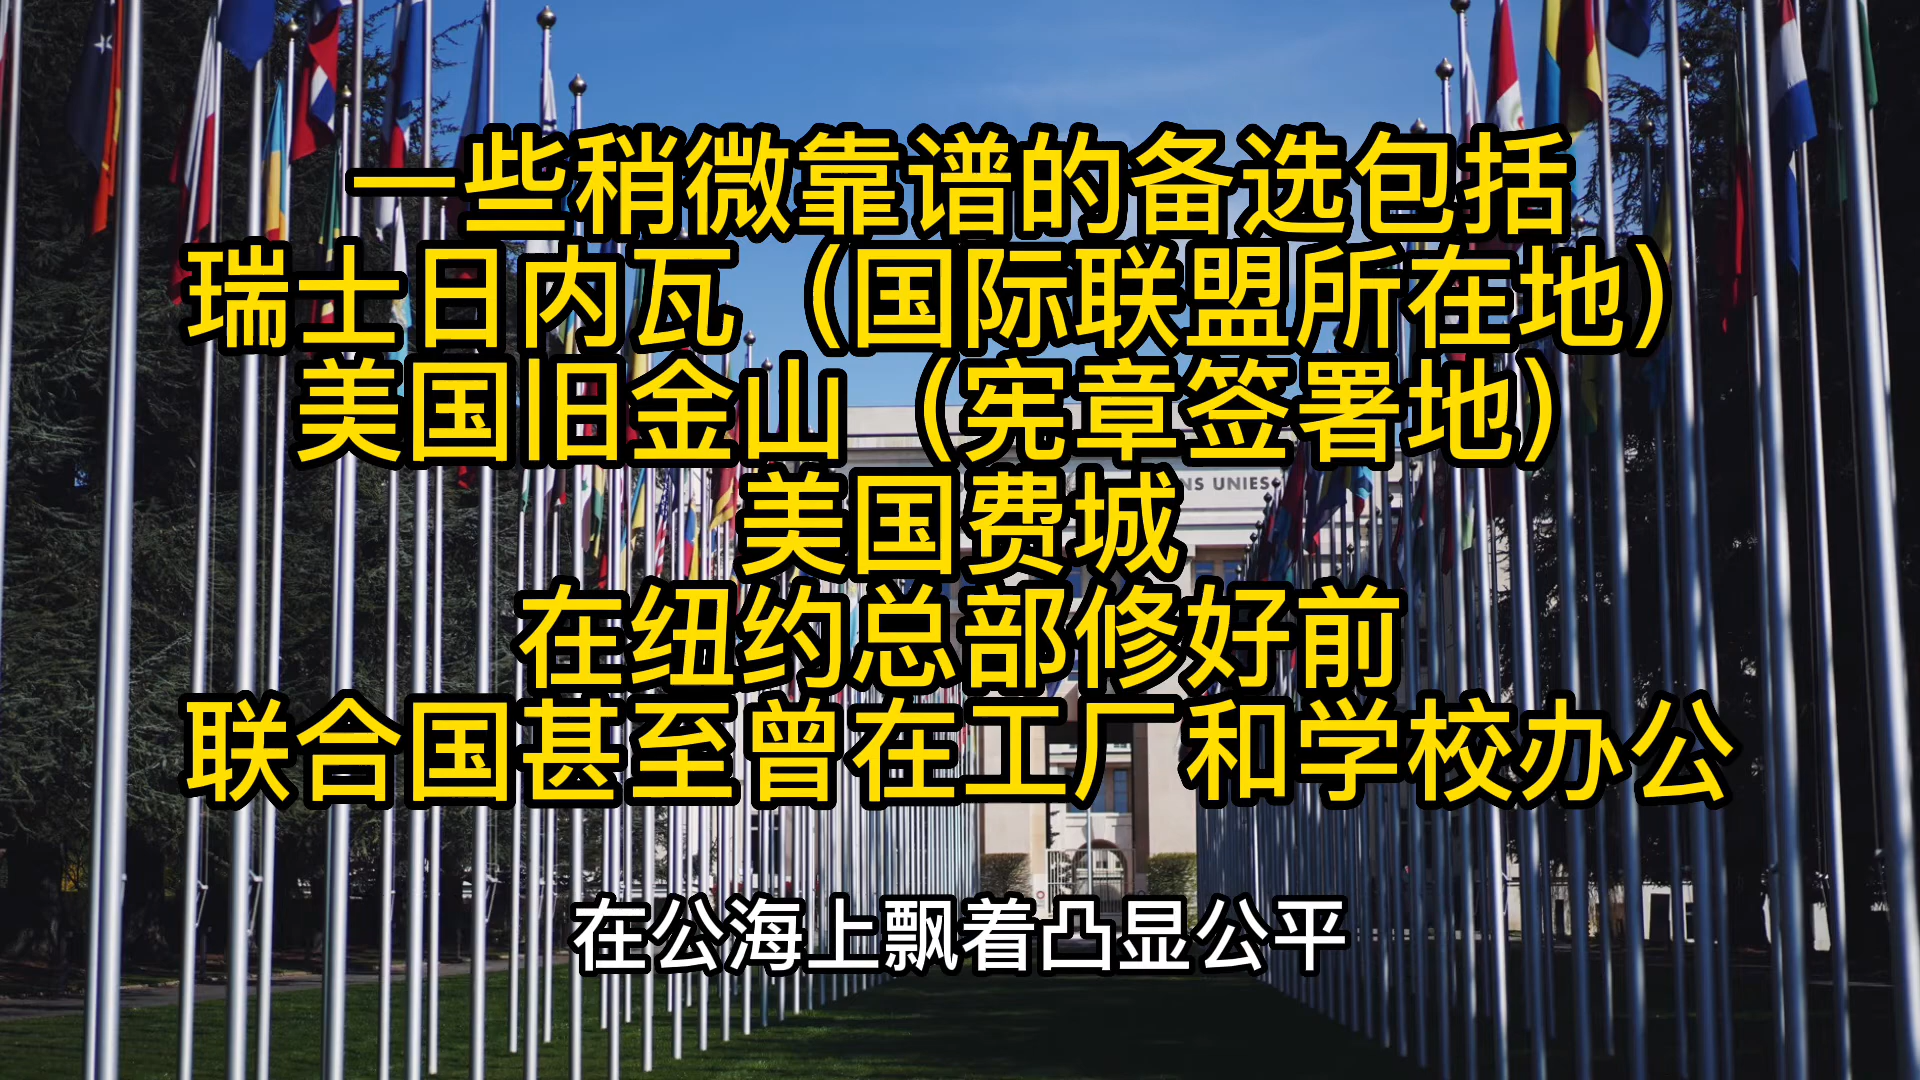 一些稍微靠谱的备选包括
瑞士日内瓦（国际联盟所在地）
美国旧金山（宪章签署地）
美国费城
NS UNIES
在纽约总部修好前
联合国甚至曾在工厂和学校办公
在公海上飘着凸显公平